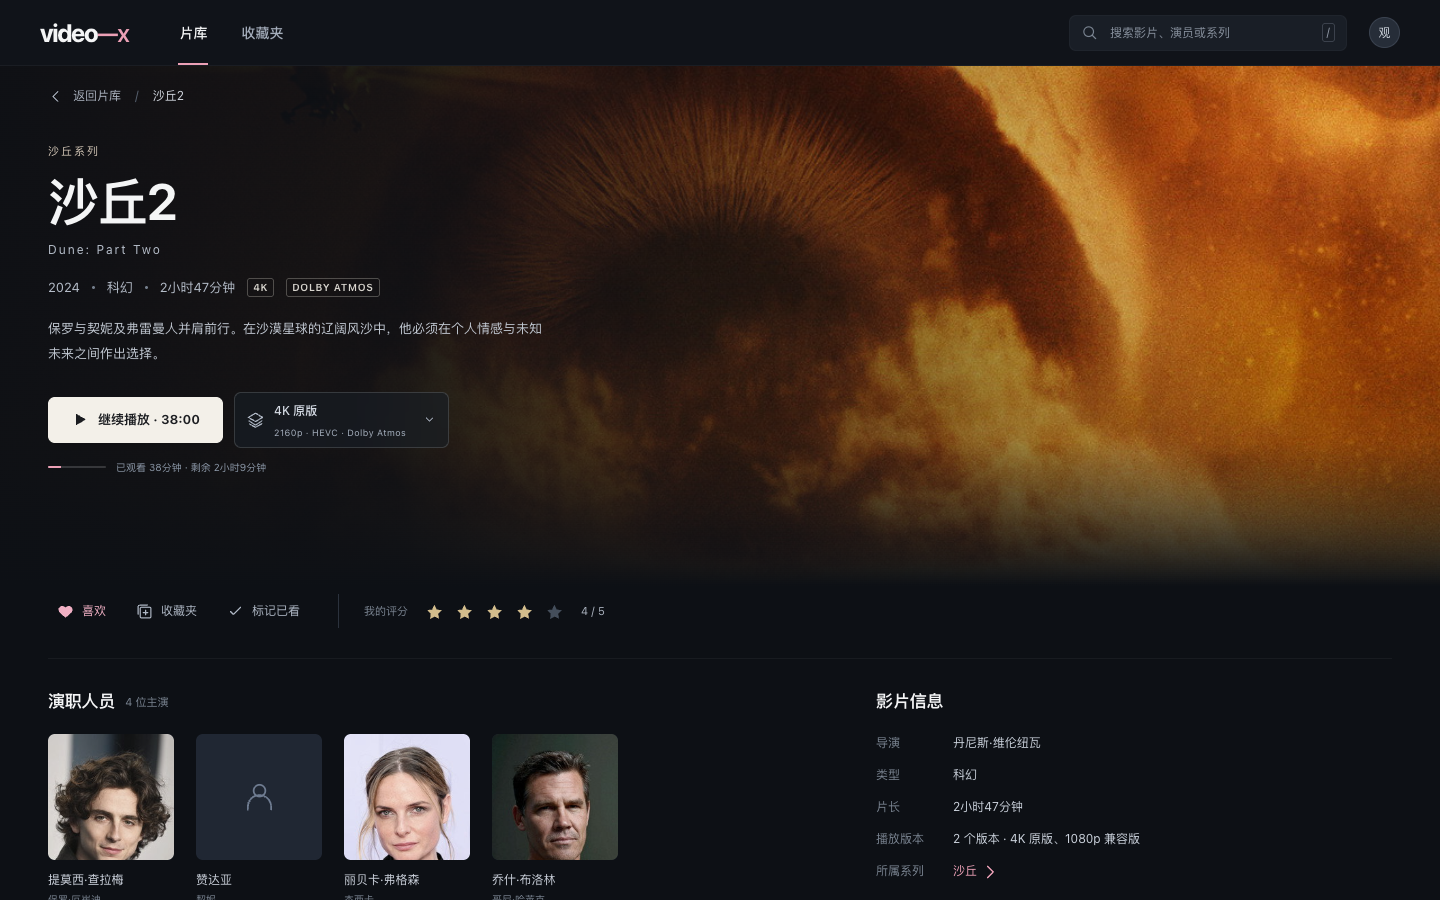 video—x
片库
收藏夹
搜索影片、演员或系列
/
观
返回片库 / 沙丘2
沙丘系列
沙丘2
Dune: Part Two
2024 • 科幻 • 2小时47分钟 4K DOLBY ATMOS
保罗与契妮及弗雷曼人并肩前行。在沙漠星球的辽阔风沙中，他必须在个人情感与未知
未来之间作出选择。
继续播放 · 38:00
4K 原版
2160p · HEVC · Dolby Atmos
已观看 38分钟 · 剩余 2小时9分钟
喜欢
收藏夹
标记已看
我的评分
4 / 5
演职人员 4 位主演
提莫西·查拉梅
赞达亚
丽贝卡·弗格森
乔什·布洛林
影片信息
导演 丹尼斯·维伦纽瓦
类型 科幻
片长 2小时47分钟
播放版本 2 个版本 · 4K 原版、1080p 兼容版
所属系列 沙丘